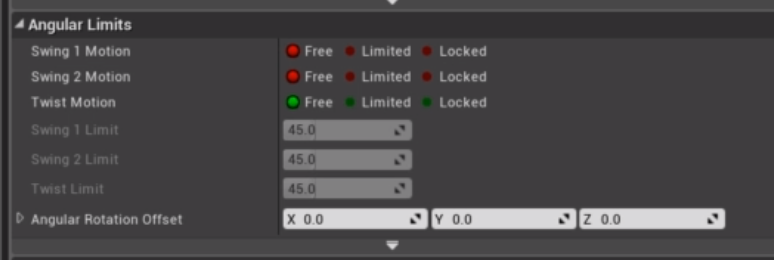 Angular Limits
Swing 1 Motion Free Limited Locked
Swing 2 Motion Free Limited Locked
Twist Motion Free Limited Locked
Swing 1 Limit 45.0
Swing 2 Limit 45.0
Twist Limit 45.0
Angular Rotation Offset X 0.0 Y 0.0 Z 0.0